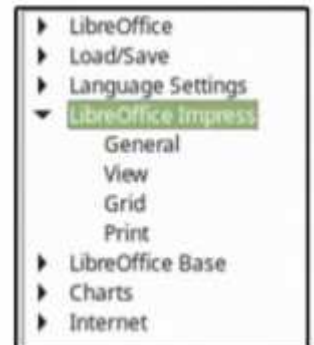 LibreOffice
Load/Save
Language Settings
LibreOffice Impress
General
View
Grid
Print
LibreOffice Base
Charts
Internet